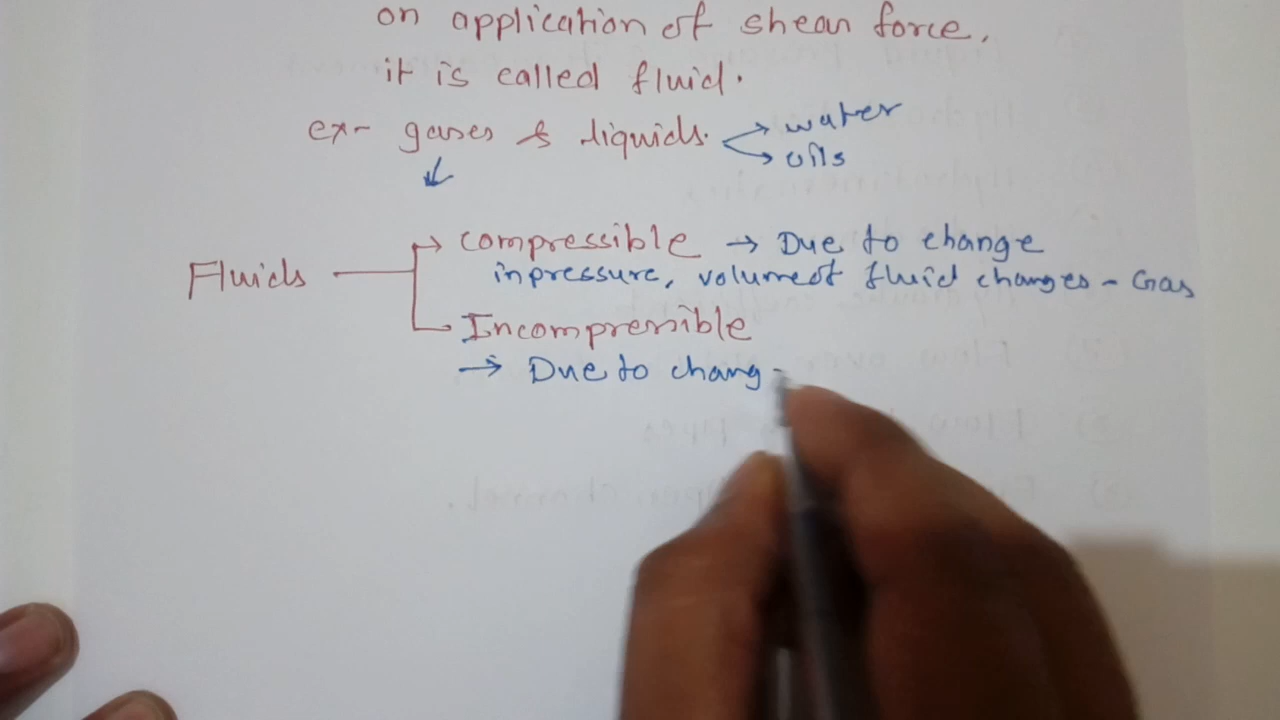 on application of shear force,
it is called fluid.
ex- gases & liquids. → water
→ oils
Fluids → compressible → Due to change
in pressure, volume of fluid changes - Gas
Incompressible
→ Due to chang